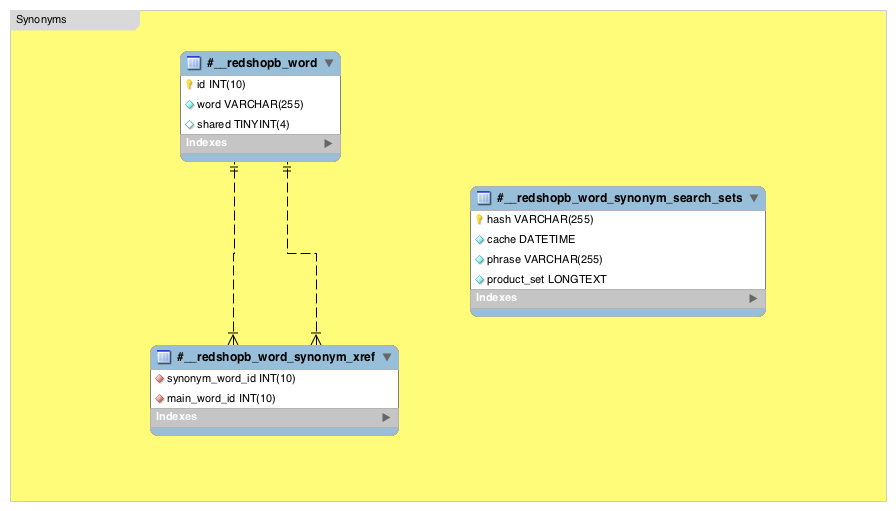 Synonyms
#__redshopb_word
id INT(10)
word VARCHAR(255)
shared TINYINT(4)
Indexes
#__redshopb_word_synonym_search_sets
hash VARCHAR(255)
cache DATETIME
phrase VARCHAR(255)
product_set LONGTEXT
Indexes
#__redshopb_word_synonym_xref
synonym_word_id INT(10)
main_word_id INT(10)
Indexes